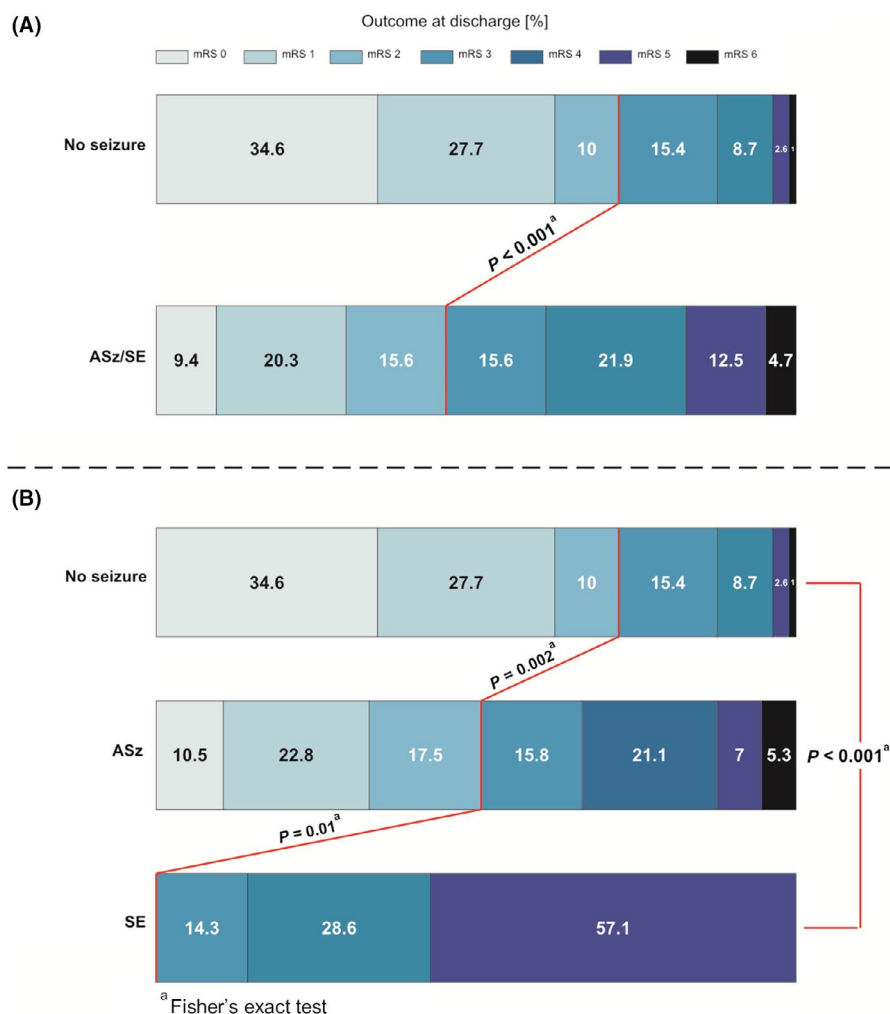 (A)
Outcome at discharge [%]
mRS 0 mRS 1 mRS 2 mRS 3 mRS 4 mRS 5 mRS 6
No seizure 34.6 27.7 10 15.4 8.7 2.6 1
P < 0.001ᵃ
ASz/SE 9.4 20.3 15.6 15.6 21.9 12.5 4.7
(B)
No seizure 34.6 27.7 10 15.4 8.7 2.6 1
P = 0.002ᵃ
ASz 10.5 22.8 17.5 15.8 21.1 7 5.3
P < 0.001ᵃ
P = 0.01ᵃ
SE 14.3 28.6 57.1
ᵃ Fisher's exact test